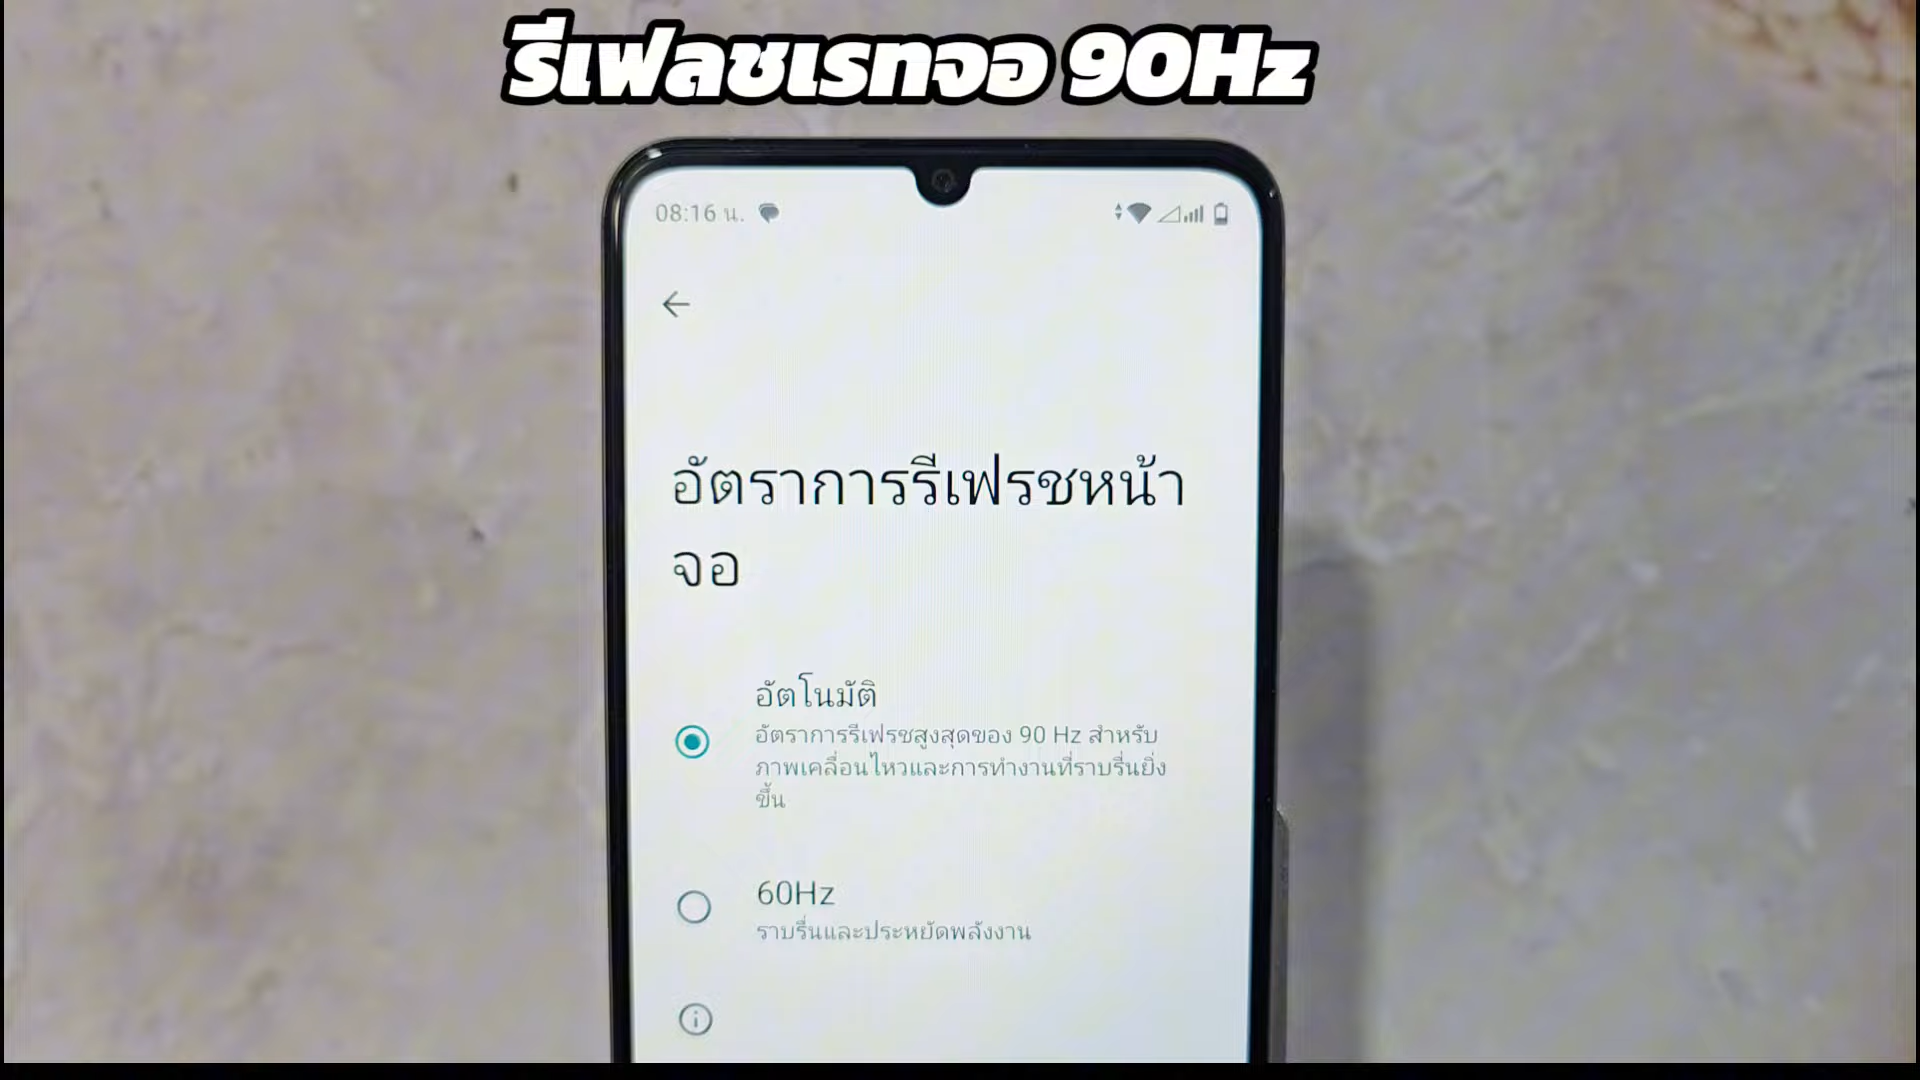 รีเฟลชเรทจอ 90Hz
08:16 น.
อัตราการรีเฟรชหน้า
จอ
อัตโนมัติ
อัตราการรีเฟรชสูงสุดของ 90 Hz สำหรับ
ภาพเคลื่อนไหวและการทำงานที่ราบรื่นยิ่ง
ขึ้น
60Hz
ราบรื่นและประหยัดพลังงาน